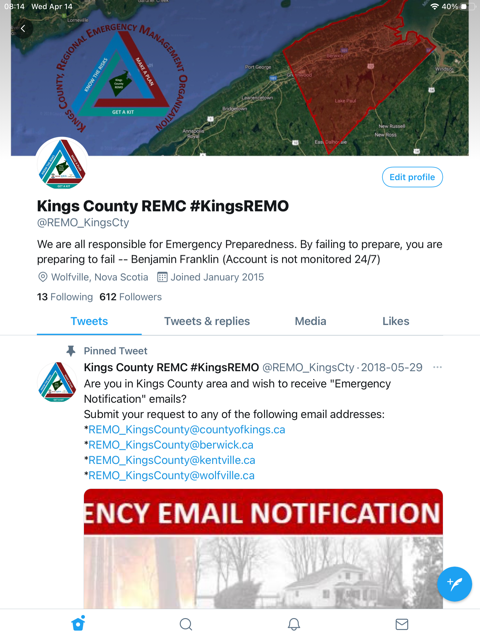 08:14 Wed Apr 14
40%
KINGS COUNTY, REGIONAL EMERGENCY MANAGEMENT ORGANIZATION
KNOW THE RISKS
MAKE A PLAN
Kings
County
REMO
GET A KIT
Port George
Lawrencetown
Lake Paul
New Russell
New Ross
East Dalhousie
Edit profile
Kings County REMC #KingsREMO
@REMO_KingsCty
We are all responsible for Emergency Preparedness. By failing to prepare, you are
preparing to fail -- Benjamin Franklin (Account is not monitored 24/7)
Wolfville, Nova Scotia Joined January 2015
13 Following 612 Followers
Tweets Tweets & replies Media Likes
Pinned Tweet
Kings County REMC #KingsREMO @REMO_KingsCty · 2018-05-29 ···
Are you in Kings County area and wish to receive "Emergency
Notification" emails?
Submit your request to any of the following email addresses:
*REMO_KingsCounty@countyofkings.ca
*REMO_KingsCounty@berwick.ca
*REMO_KingsCounty@kentville.ca
*REMO_KingsCounty@wolfville.ca
ENCY EMAIL NOTIFICATION